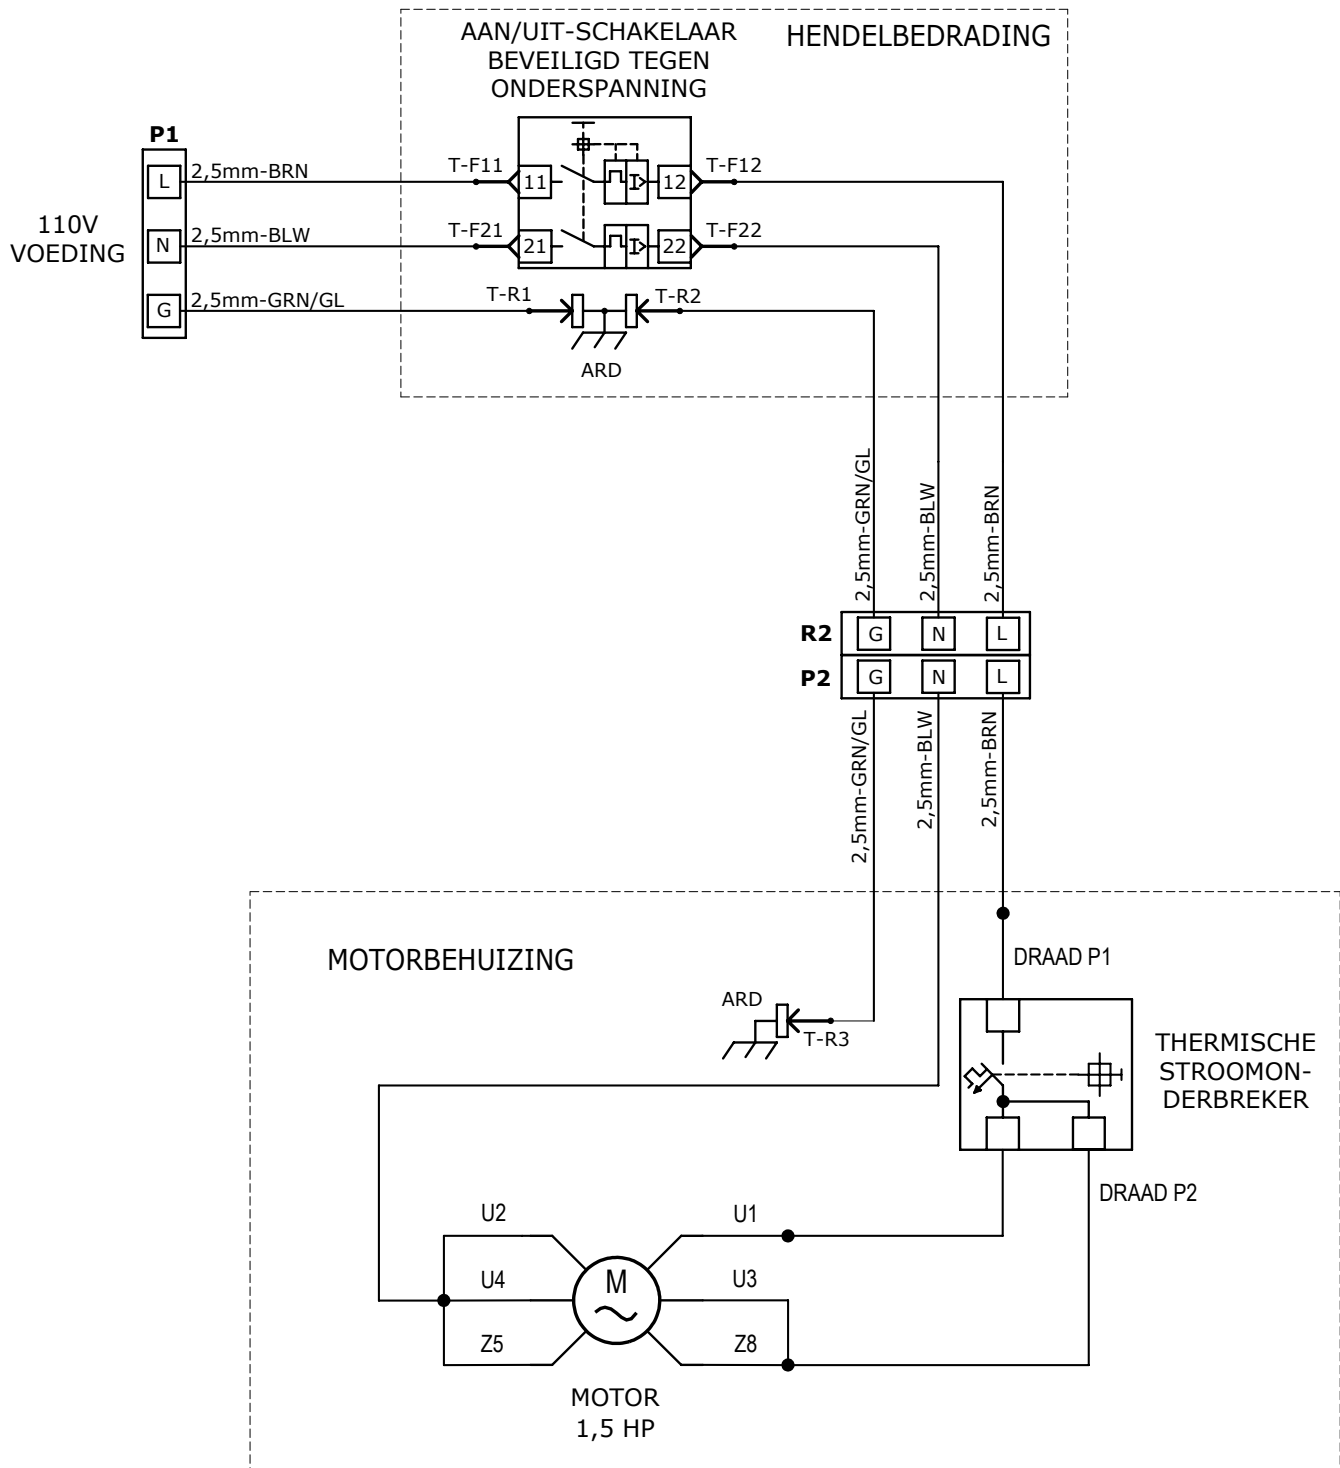 AAN/UIT-SCHAKELAAR
BEVEILIGD TEGEN
ONDERSPANNING
HENDELBEDRADING
P1
110V
VOEDING
L
2,5mm-BRN
T-F11
11
12
T-F12
N
2,5mm-BLW
T-F21
21
22
T-F22
G
2,5mm-GRN/GL
T-R1
T-R2
ARD
2,5mm-GRN/GL
2,5mm-BLW
2,5mm-BRN
R2
G
N
L
P2
G
N
L
2,5mm-GRN/GL
2,5mm-BLW
2,5mm-BRN
MOTORBEHUIZING
DRAAD P1
ARD
T-R3
THERMISCHE
STROOMON-
DERBREKER
DRAAD P2
U2
U1
U4
M
U3
Z5
Z8
MOTOR
1,5 HP